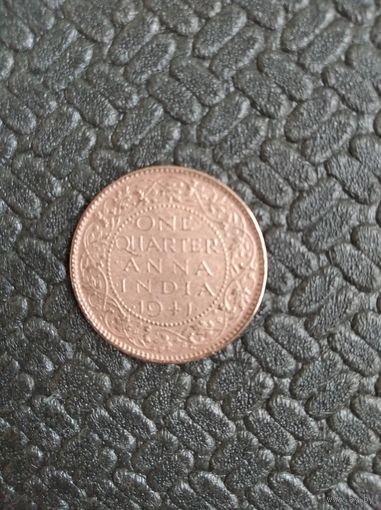 ONE
QUARTER
ANNA
INDIA
1941